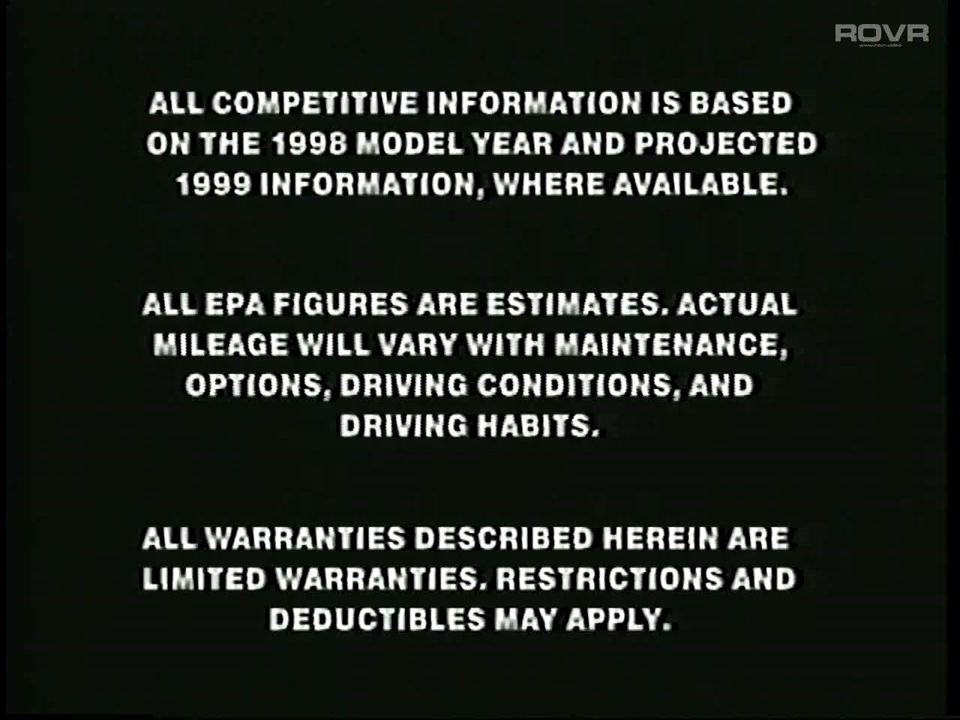 ROVR
ALL COMPETITIVE INFORMATION IS BASED
ON THE 1998 MODEL YEAR AND PROJECTED
1999 INFORMATION, WHERE AVAILABLE.
ALL EPA FIGURES ARE ESTIMATES. ACTUAL
MILEAGE WILL VARY WITH MAINTENANCE,
OPTIONS, DRIVING CONDITIONS, AND
DRIVING HABITS.
ALL WARRANTIES DESCRIBED HEREIN ARE
LIMITED WARRANTIES. RESTRICTIONS AND
DEDUCTIBLES MAY APPLY.